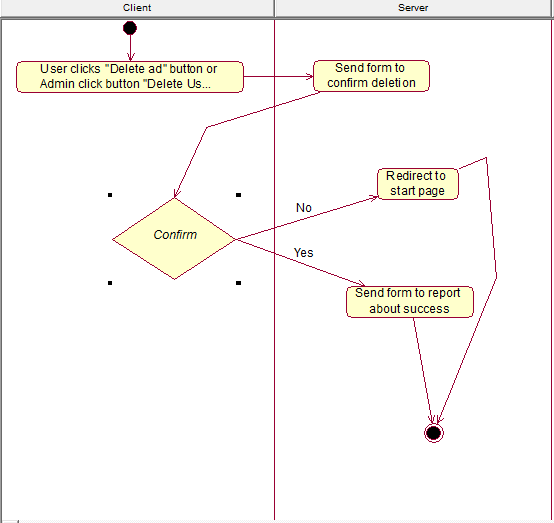 Client
Server
User clicks "Delete ad" button or
Admin click button "Delete Us...
Send form to
confirm deletion
Redirect to
start page
No
Confirm
Yes
Send form to report
about success